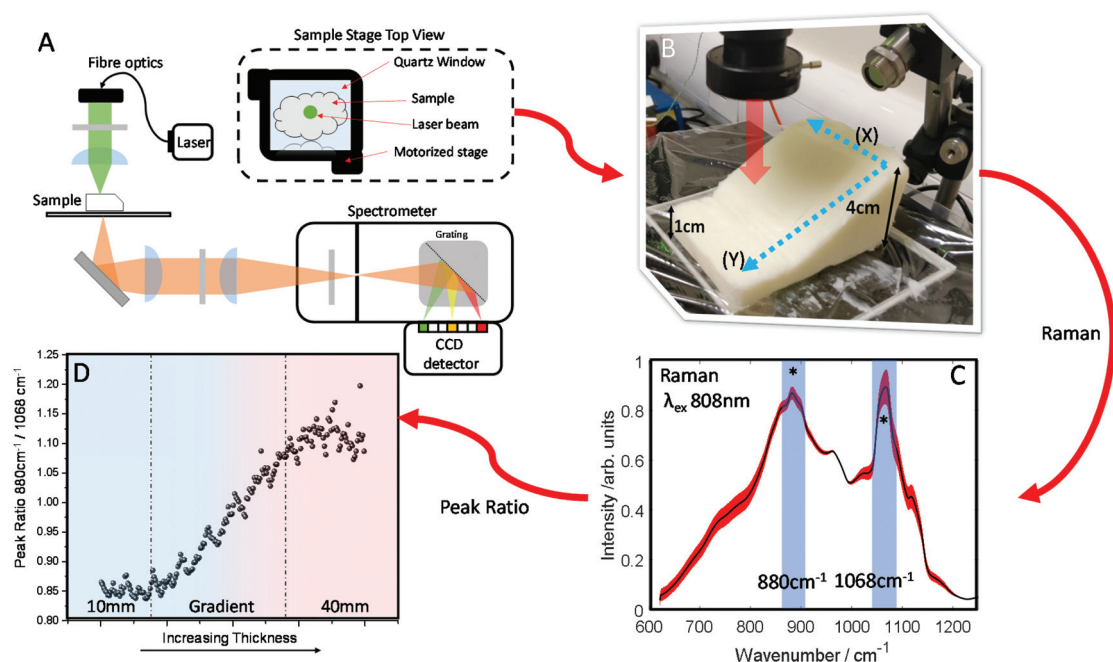 A
Sample Stage Top View
Fibre optics
Quartz Window
Sample
Laser beam
Motorized stage
Laser
Sample
Spectrometer
Grating
CCD
detector
B
(X)
4cm
1cm
(Y)
Raman
C
Raman
λex 808nm
*
*
880cm-1
1068cm-1
Intensity /arb. units
1
0.8
0.6
0.4
0.2
0
600
700
800
900
1000
1100
1200
Wavenumber / cm-1
Peak Ratio
D
Peak Ratio 880cm-1 / 1068 cm-1
1.25
1.20
1.15
1.10
1.05
1.00
0.95
0.90
0.85
0.80
10mm
Gradient
40mm
Increasing Thickness